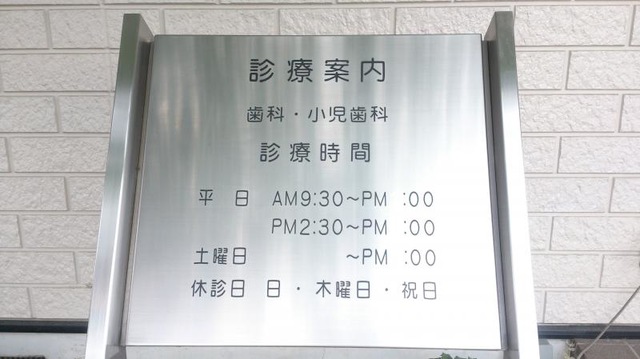 診療案内
歯科・小児歯科
診療時間
平 日 AM9:30～PM :00
PM2:30～PM :00
土曜日 ～PM :00
休診日 日・木曜日・祝日